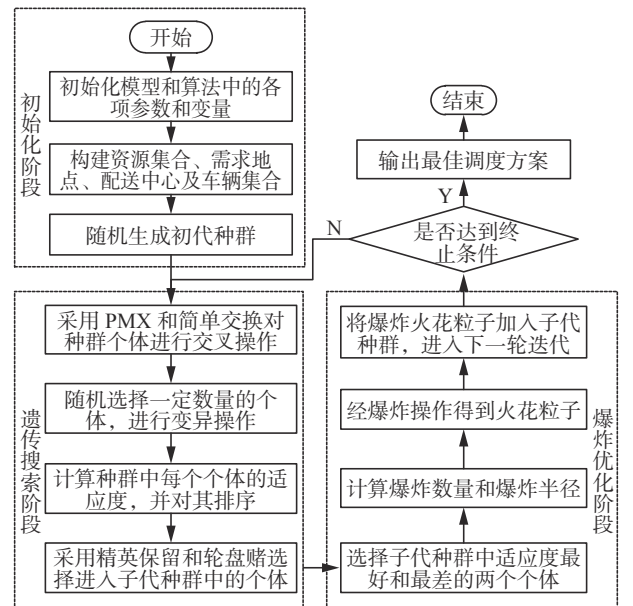 开始
初始化模型和算法中的各
项参数和变量
构建资源集合、需求地
点、配送中心及车辆集合
随机生成初代种群
初始化阶段
采用 PMX 和简单交换对
种群个体进行交叉操作
随机选择一定数量的个
体，进行变异操作
计算种群中每个个体的适
应度，并对其排序
采用精英保留和轮盘赌选
择进入子代种群中的个体
遗传搜索阶段
选择子代种群中适应度最
好和最差的两个个体
计算爆炸数量和爆炸半径
经爆炸操作得到火花粒子
将爆炸火花粒子加入子代
种群，进入下一轮迭代
爆炸优化阶段
是否达到终
止条件
N
Y
输出最佳调度方案
结束